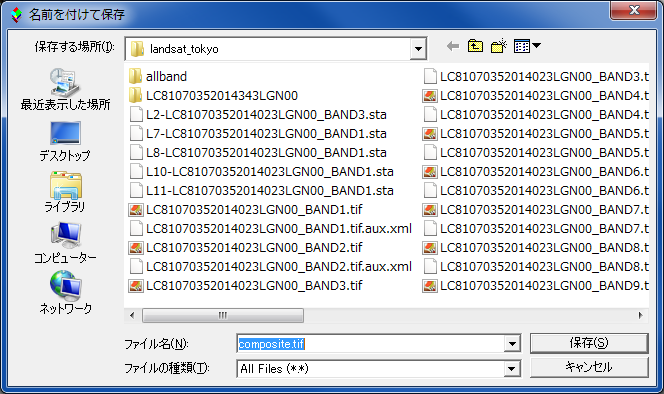 名前を付けて保存
保存する場所(I):
landsat_tokyo
最近表示した場所
デスクトップ
ライブラリ
コンピューター
ネットワーク
allband
LC81070352014343LGN00
L2-LC81070352014023LGN00_BAND3.sta
L7-LC81070352014023LGN00_BAND1.sta
L8-LC81070352014023LGN00_BAND1.sta
L10-LC81070352014023LGN00_BAND1.sta
L11-LC81070352014023LGN00_BAND1.sta
LC81070352014023LGN00_BAND1.tif
LC81070352014023LGN00_BAND1.tif.aux.xml
LC81070352014023LGN00_BAND2.tif
LC81070352014023LGN00_BAND2.tif.aux.xml
LC81070352014023LGN00_BAND3.tif
LC81070352014023LGN00_BAND3.t
LC81070352014023LGN00_BAND4.t
LC81070352014023LGN00_BAND4.t
LC81070352014023LGN00_BAND5.t
LC81070352014023LGN00_BAND5.t
LC81070352014023LGN00_BAND6.t
LC81070352014023LGN00_BAND6.t
LC81070352014023LGN00_BAND7.t
LC81070352014023LGN00_BAND7.t
LC81070352014023LGN00_BAND8.t
LC81070352014023LGN00_BAND8.t
LC81070352014023LGN00_BAND9.t
ファイル名(N):
composite.tif
保存(S)
ファイルの種類(T):
All Files (*.*)
キャンセル